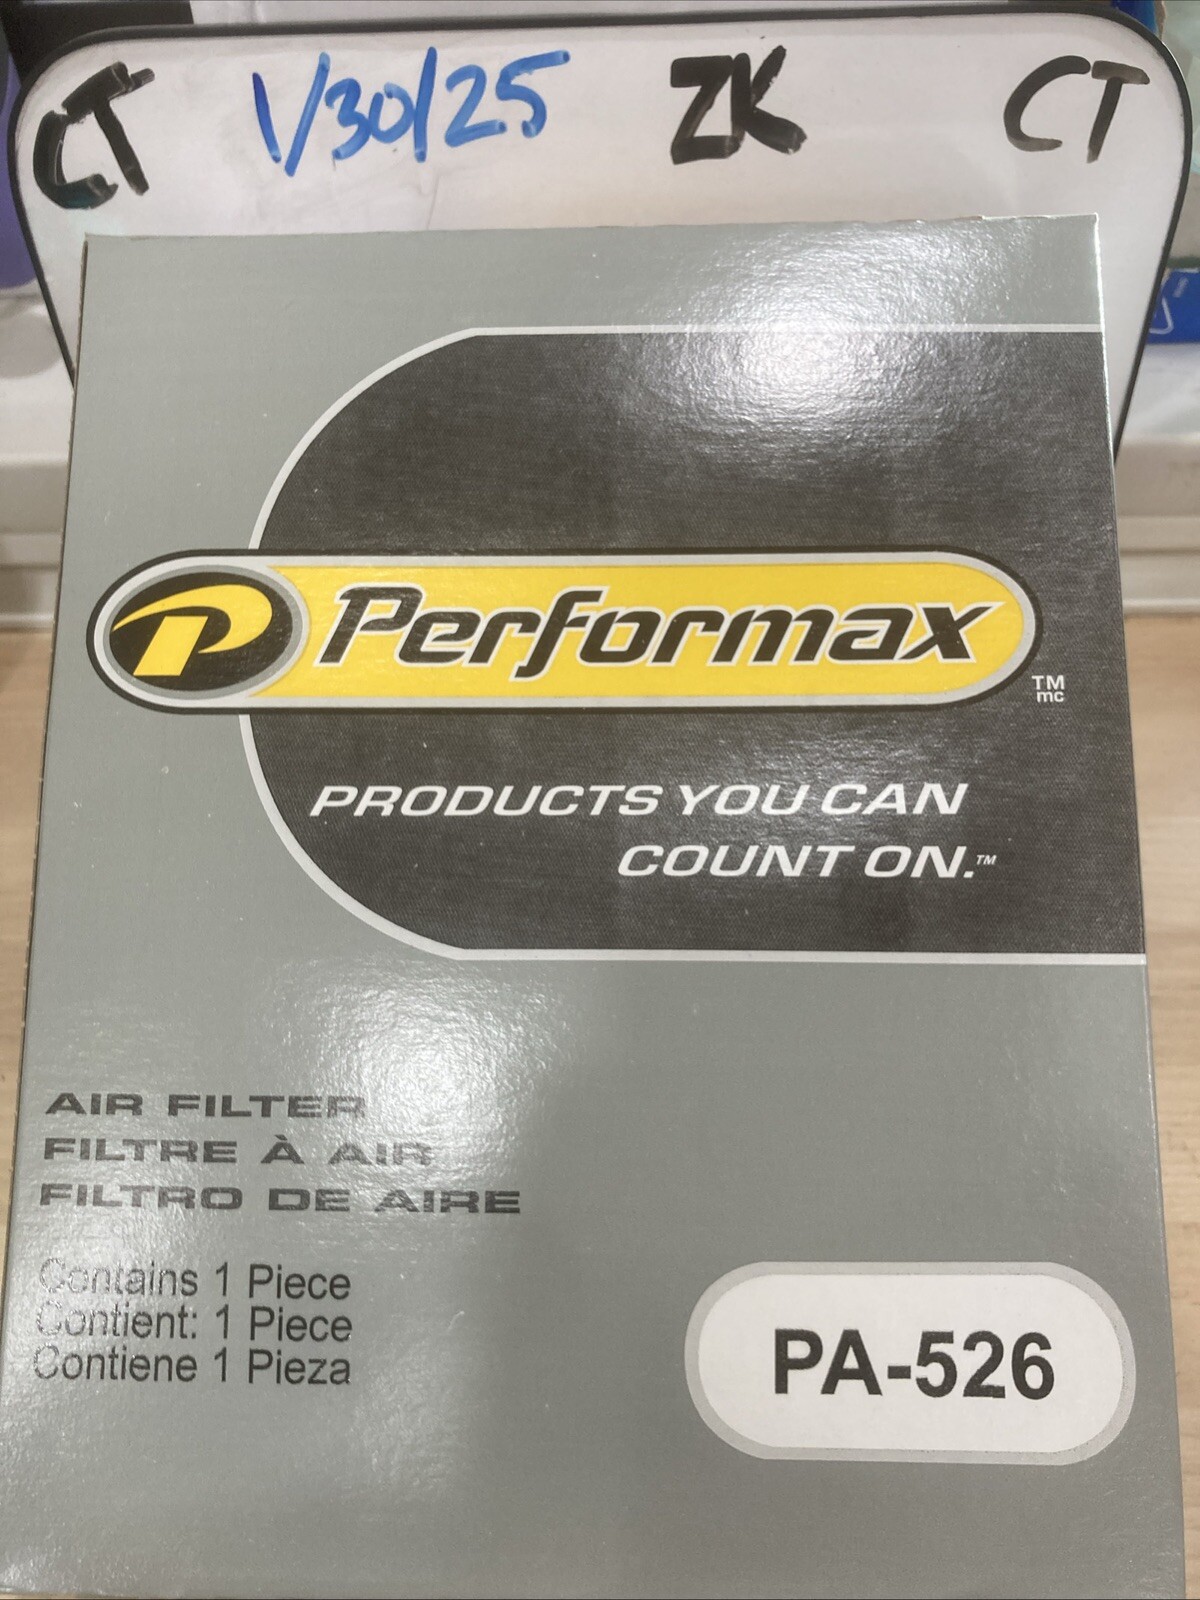 CT 1/30/25 ZK CT
Performax
TM
mc
PRODUCTS YOU CAN
COUNT ON.™
AIR FILTER
FILTRE À AIR
FILTRO DE AIRE
Contains 1 Piece
Contient: 1 Piece
Contiene 1 Pieza
PA-526